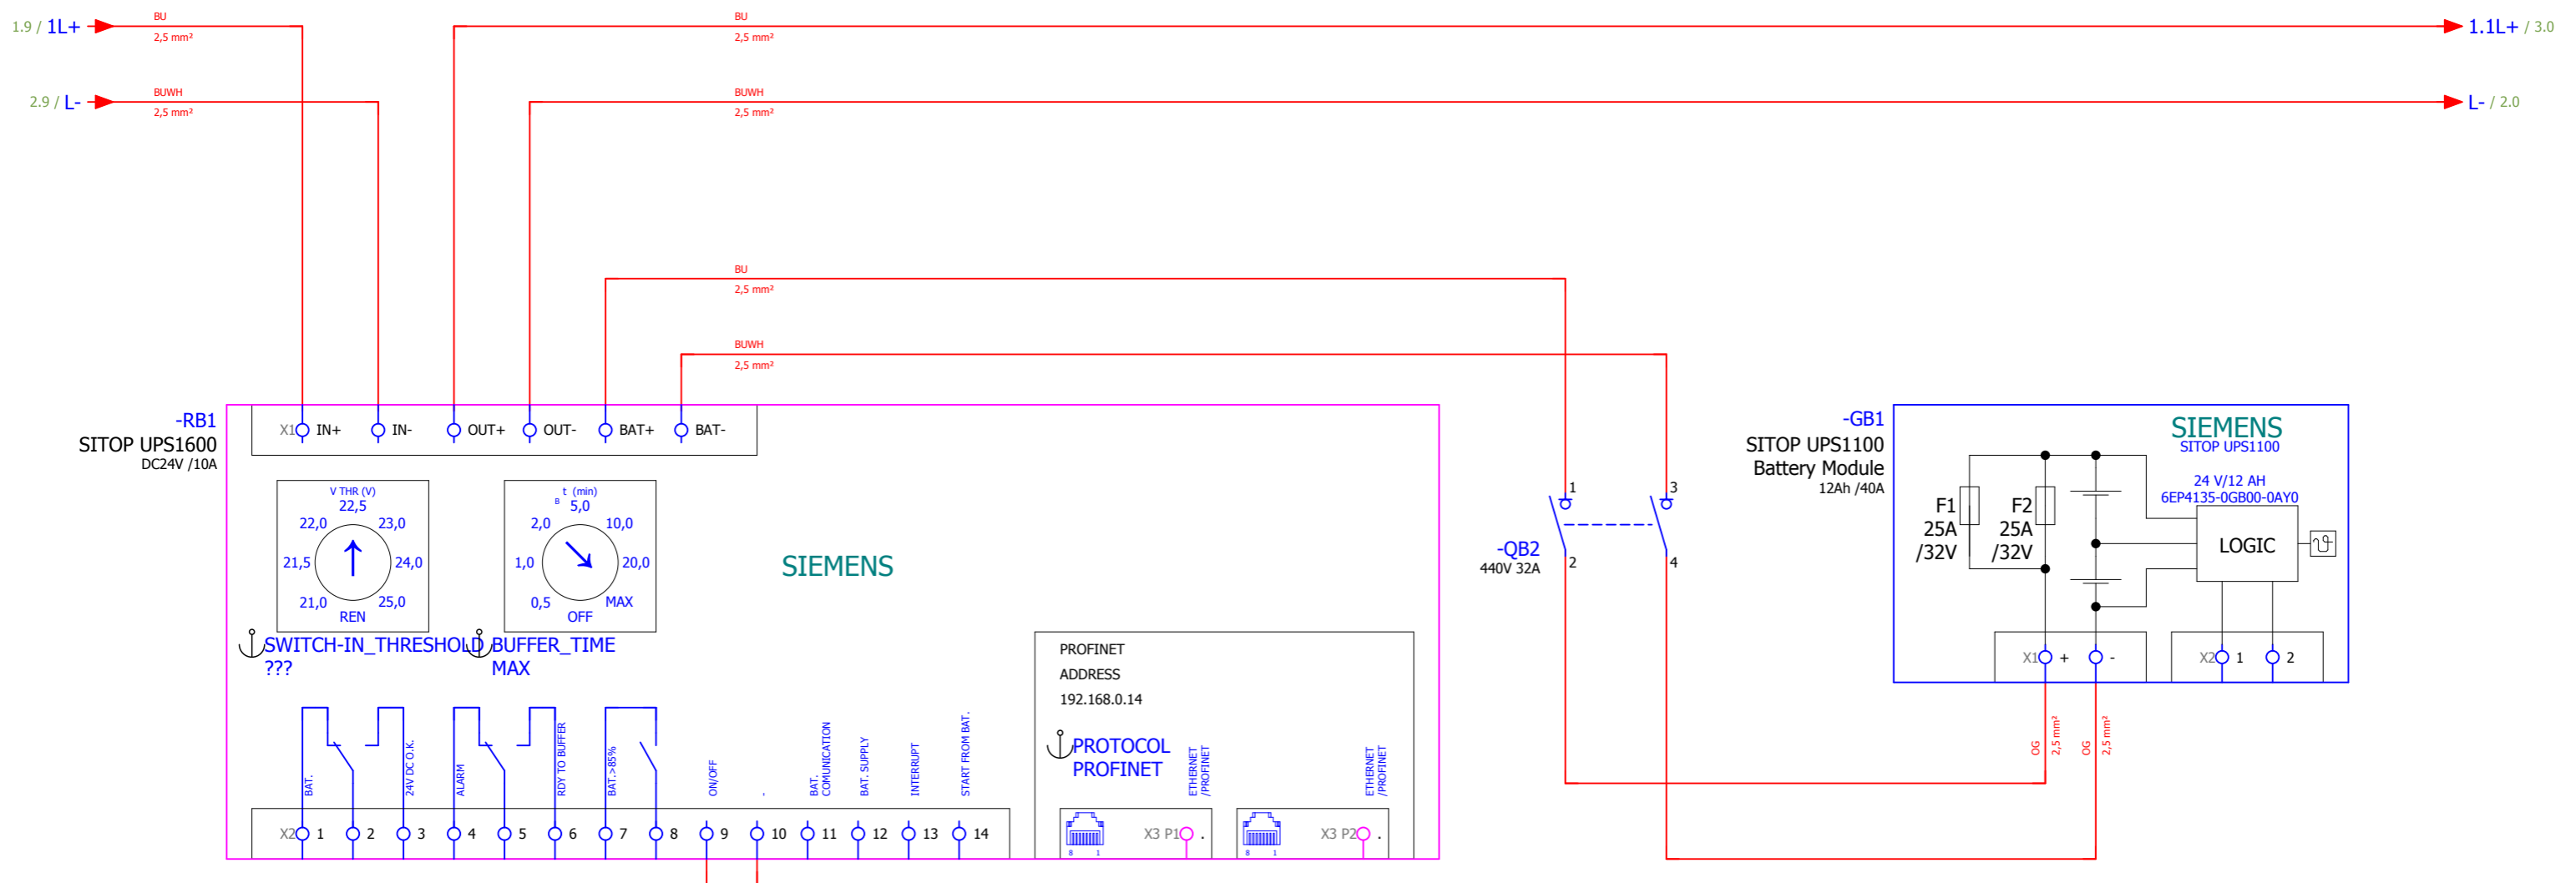 1.9 / 1L+
BU
2,5 mm²
BU
2,5 mm²
1.1L+ / 3.0
2.9 / L-
BUWH
2,5 mm²
BUWH
2,5 mm²
L- / 2.0
BU
2,5 mm²
BUWH
2,5 mm²
-RB1
SITOP UPS1600
DC24V /10A
X1 IN+ IN- OUT+ OUT- BAT+ BAT-
V THR (V)
22,5
22,0 23,0
21,5 24,0
21,0 25,0
REN
t (min)
B 5,0
2,0 10,0
1,0 20,0
0,5 MAX
OFF
SWITCH-IN_THRESHOLD
???
BUFFER_TIME
MAX
SIEMENS
BAT.
24V DC O.K.
ALARM
RDY TO BUFFER
BAT.>85%
ON/OFF
-
BAT.
COMUNICATION
BAT. SUPPLY
INTERRUPT
START FROM BAT.
X2 1 2 3 4 5 6 7 8 9 10 11 12 13 14
PROFINET
ADDRESS
192.168.0.14
PROTOCOL
PROFINET
ETHERNET
/PROFINET
ETHERNET
/PROFINET
8 1
X3 P1 .
8 1
X3 P2 .
-QB2
440V 32A
1 3
2 4
-GB1
SITOP UPS1100
Battery Module
12Ah /40A
SIEMENS
SITOP UPS1100
24 V/12 AH
6EP4135-0GB00-0AY0
F1
25A
/32V
F2
25A
/32V
LOGIC
ϑ
X1 + -
X2 1 2
OG
2,5 mm²
OG
2,5 mm²